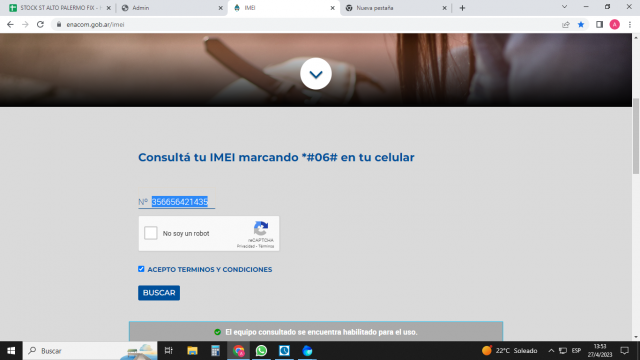 STOCK ST ALTO PALERMO FIX -
Admin
IMEI
Nueva pestaña
enacom.gob.ar/imei
A
Consultá tu IMEI marcando *#06# en tu celular
Nº 356656421435
No soy un robot
reCAPTCHA
Privacidad - Términos
ACEPTO TERMINOS Y CONDICIONES
BUSCAR
El equipo consultado se encuentra habilitado para el uso.
Buscar
22°C Soleado
ESP
13:53
27/4/2023